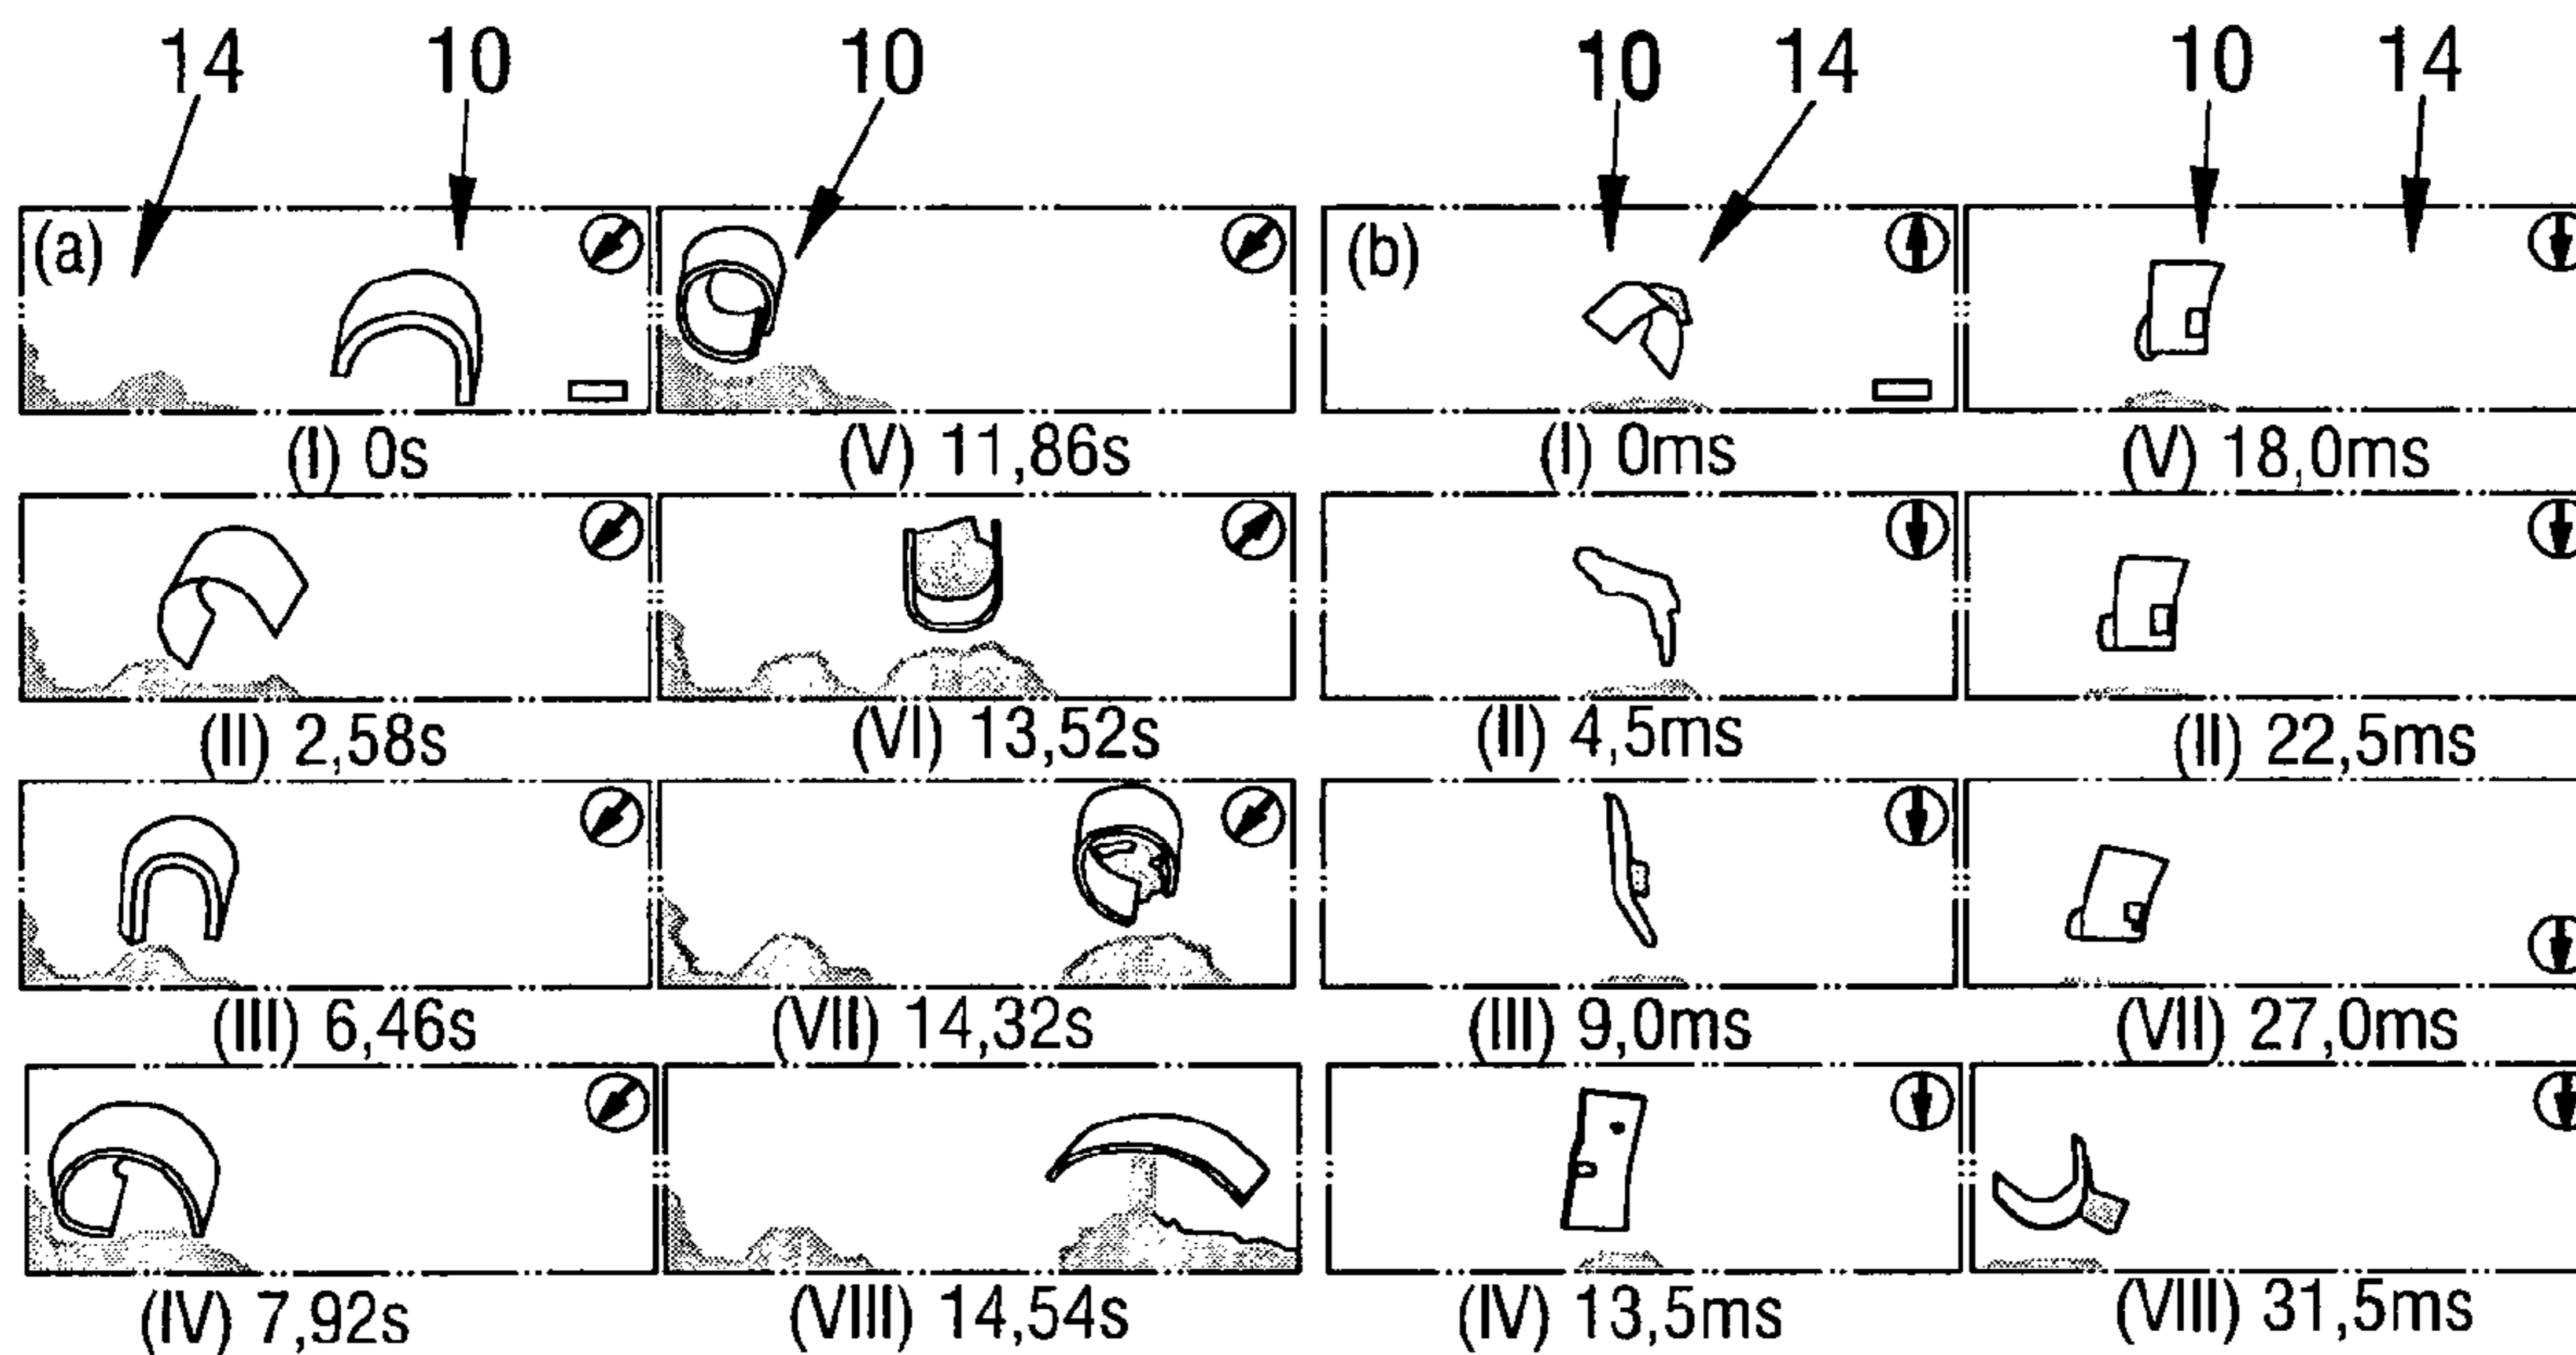 14 10 10 10 14 10 14
(a) (b)
(I) 0s (V) 11,86s (I) 0ms (V) 18,0ms
(II) 2,58s (VI) 13,52s (II) 4,5ms (II) 22,5ms
(III) 6,46s (VII) 14,32s (III) 9,0ms (VII) 27,0ms
(IV) 7,92s (VIII) 14,54s (IV) 13,5ms (VIII) 31,5ms